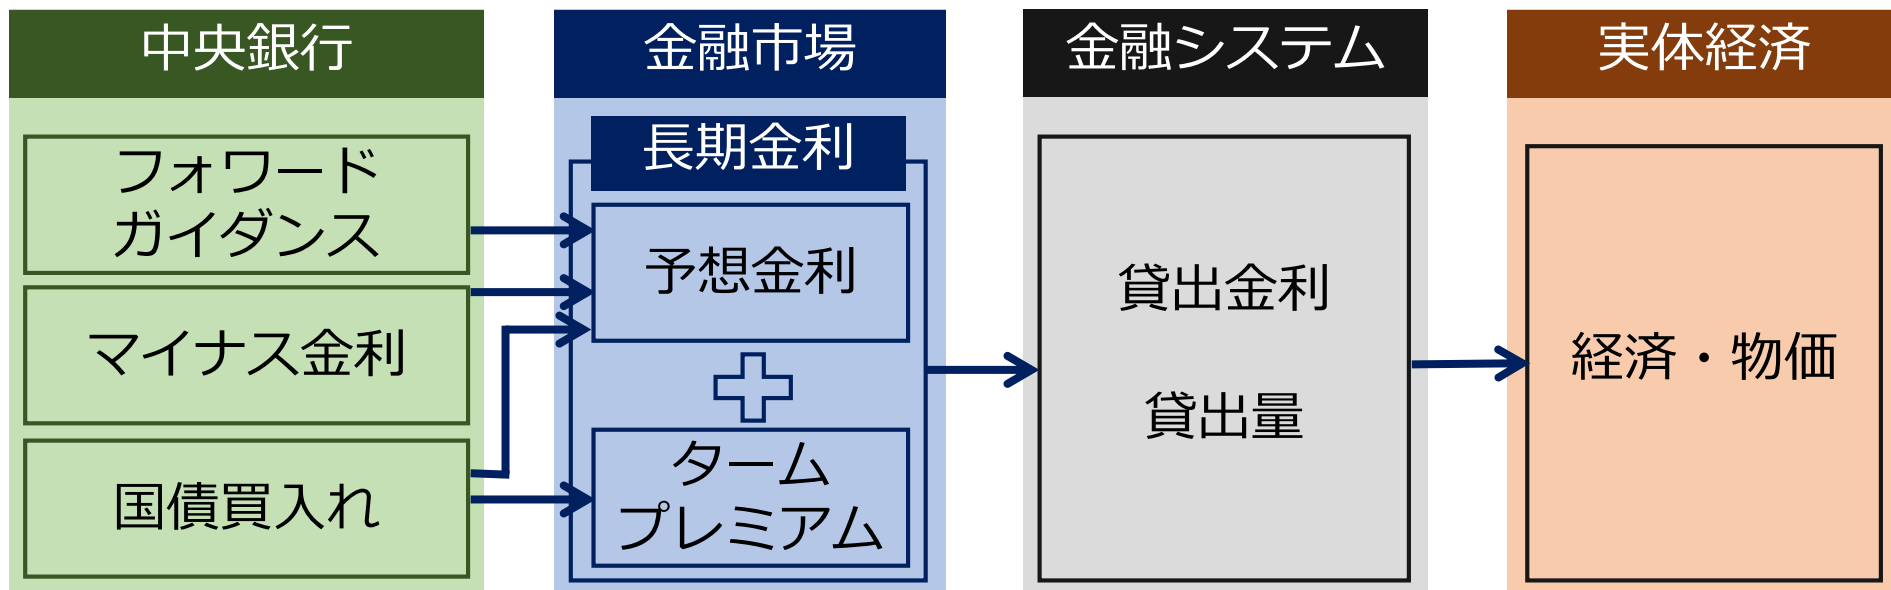 中央銀行
フォワード
ガイダンス
マイナス金利
国債買入れ
金融市場
長期金利
予想金利
ターム
プレミアム
金融システム
貸出金利
貸出量
実体経済
経済・物価